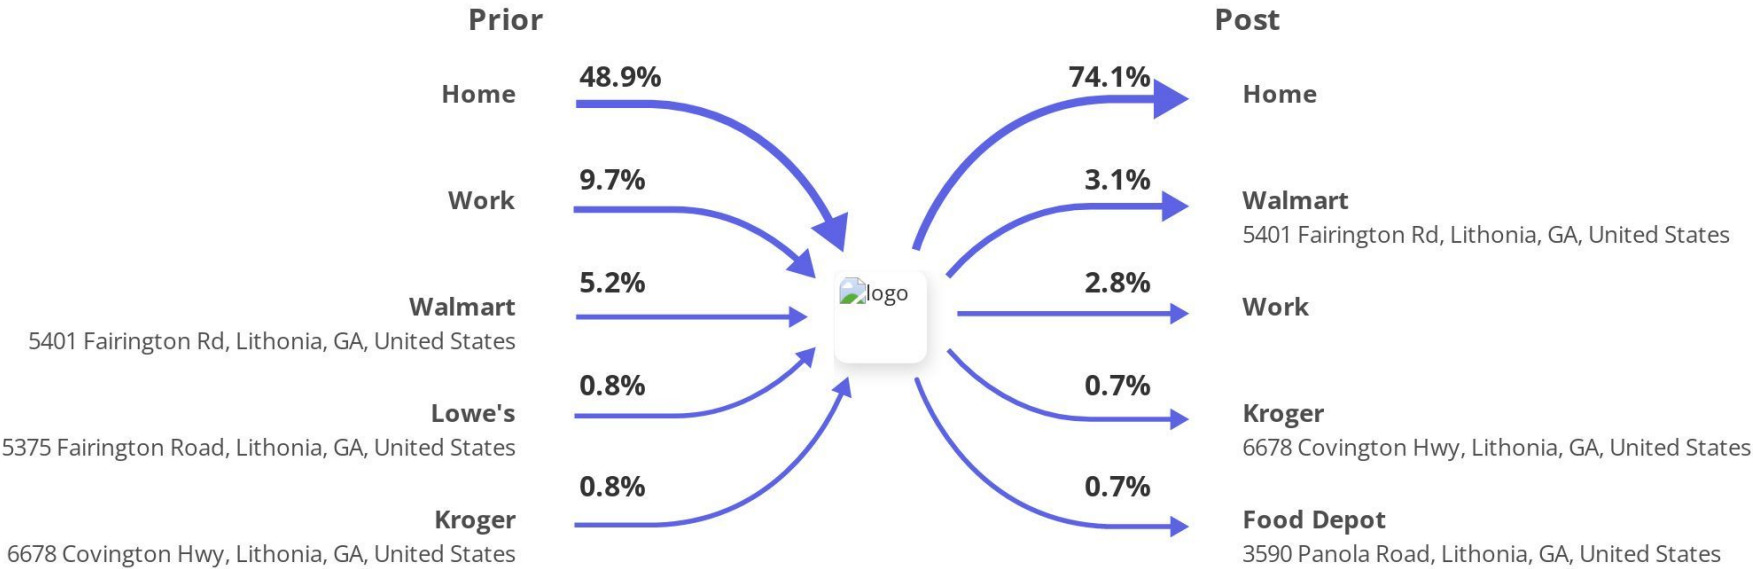 Prior
Post
48.9%
Home
9.7%
Work
5.2%
Walmart
5401 Fairington Rd, Lithonia, GA, United States
0.8%
Lowe's
5375 Fairington Road, Lithonia, GA, United States
0.8%
Kroger
6678 Covington Hwy, Lithonia, GA, United States
logo
74.1%
Home
3.1%
Walmart
5401 Fairington Rd, Lithonia, GA, United States
2.8%
Work
0.7%
Kroger
6678 Covington Hwy, Lithonia, GA, United States
0.7%
Food Depot
3590 Panola Road, Lithonia, GA, United States